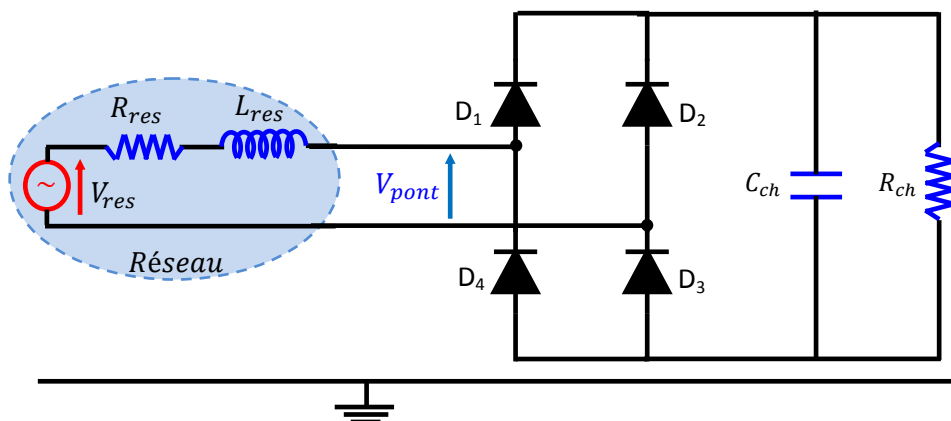 R_res
L_res
D₁
D₂
~
V_res
V_pont
C_ch
R_ch
Réseau
D₄
D₃